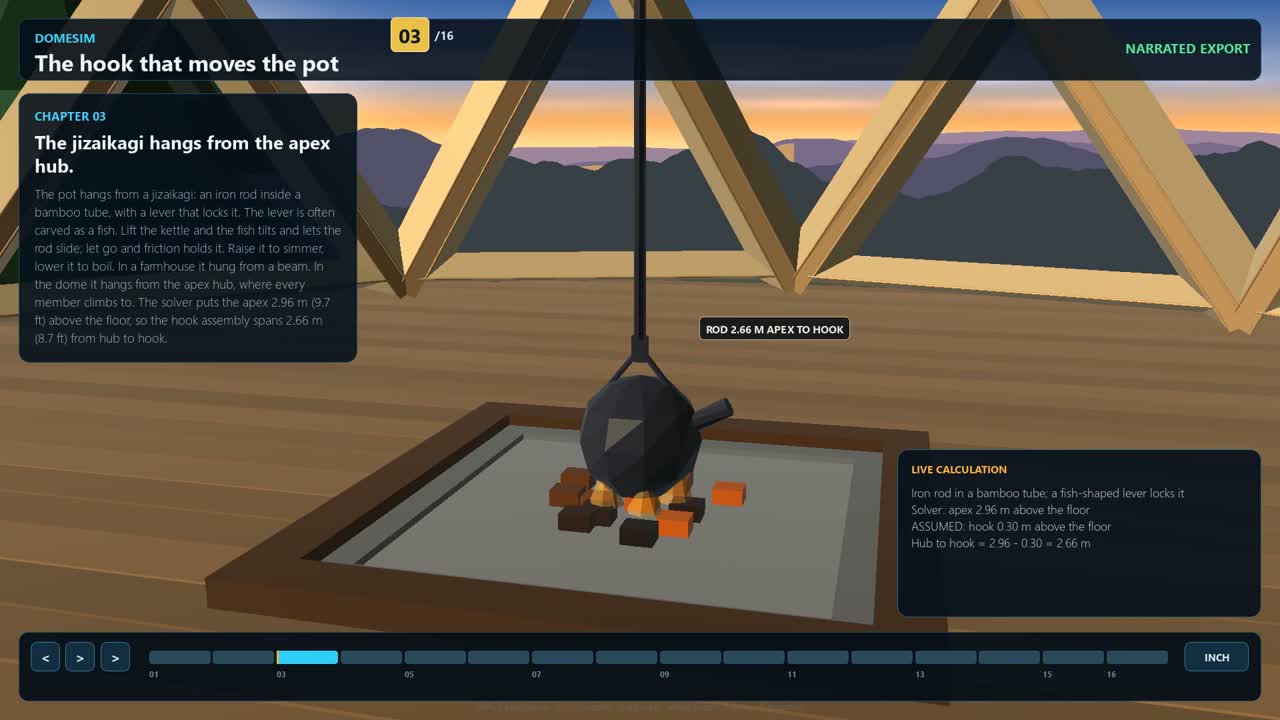 DOMESIM
The hook that moves the pot
03 /16
NARRATED EXPORT
CHAPTER 03
The jizaikagi hangs from the apex
hub.
The pot hangs from a jizaikagi: an iron rod inside a
bamboo tube, with a lever that locks it. The lever is often
carved as a fish. Lift the kettle and the fish tilts and lets the
rod slide; let go and friction holds it. Raise it to simmer,
lower it to boil. In a farmhouse it hung from a beam. In
the dome it hangs from the apex hub, where every
member climbs to. The solver puts the apex 2.96 m (9.7
ft) above the floor, so the hook assembly spans 2.66 m
(8.7 ft) from hub to hook.
ROD 2.66 M APEX TO HOOK
LIVE CALCULATION
Iron rod in a bamboo tube; a fish-shaped lever locks it
Solver: apex 2.96 m above the floor
ASSUMED: hook 0.30 m above the floor
Hub to hook = 2.96 - 0.30 = 2.66 m
< > >
INCH
01 03 05 07 09 11 13 15 16